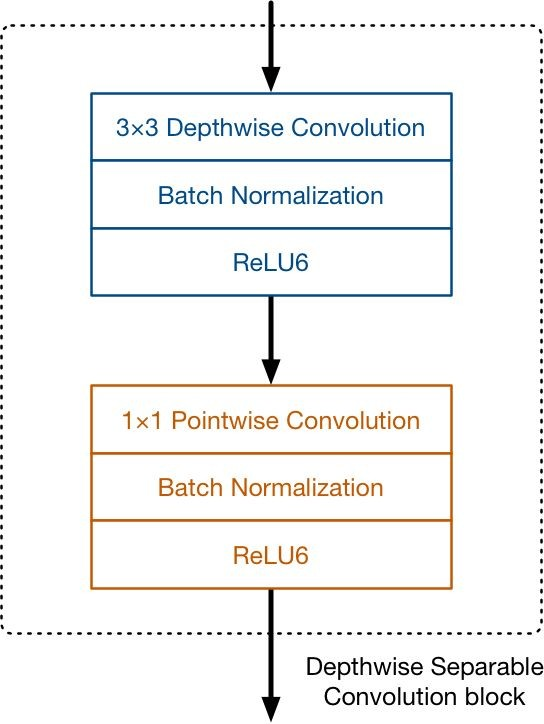 3×3 Depthwise Convolution
Batch Normalization
ReLU6
1×1 Pointwise Convolution
Batch Normalization
ReLU6
Depthwise Separable
Convolution block